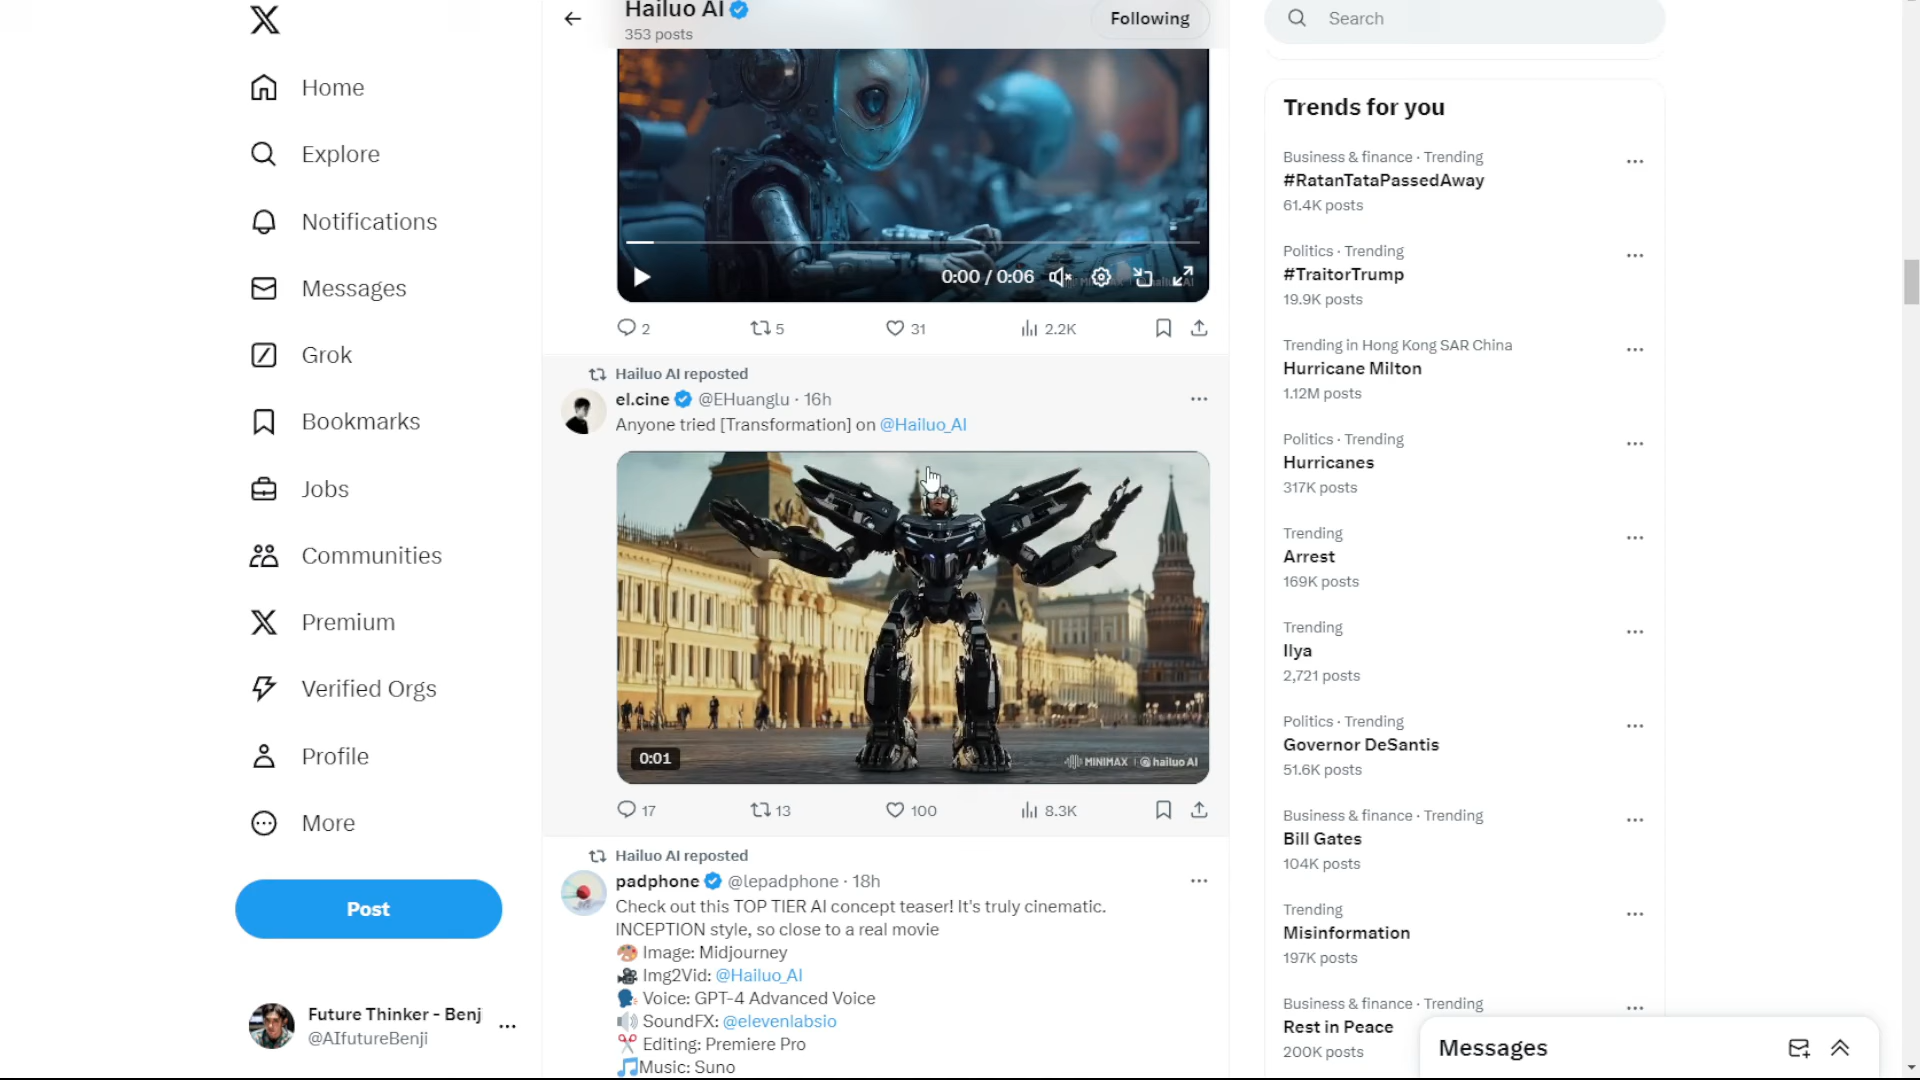 Home
Explore
Notifications
Messages
Grok
Bookmarks
Jobs
Communities
Premium
Verified Orgs
Profile
More
Post
Future Thinker - Benj
@AIfutureBenji
Hailuo AI
353 posts
Following
0:00 / 0:06
2 5 31 2.2K
Hailuo AI reposted
el.cine @EHuanglu · 16h
Anyone tried [Transformation] on @Hailuo_AI
0:01
MINIMAX | hailuo AI
17 13 100 8.3K
Hailuo AI reposted
padphone @lepadphone · 18h
Check out this TOP TIER AI concept teaser! It's truly cinematic.
INCEPTION style, so close to a real movie
🎨 Image: Midjourney
🎥 Img2Vid: @Hailuo_AI
🗣️ Voice: GPT-4 Advanced Voice
🔊 SoundFX: @elevenlabsio
✂️ Editing: Premiere Pro
🎵Music: Suno
Search
Trends for you
Business & finance · Trending
#RatanTataPassedAway
61.4K posts
Politics · Trending
#TraitorTrump
19.9K posts
Trending in Hong Kong SAR China
Hurricane Milton
1.12M posts
Politics · Trending
Hurricanes
317K posts
Trending
Arrest
169K posts
Trending
Ilya
2,721 posts
Politics · Trending
Governor DeSantis
51.6K posts
Business & finance · Trending
Bill Gates
104K posts
Trending
Misinformation
197K posts
Business & finance · Trending
Rest in Peace
200K posts
Messages